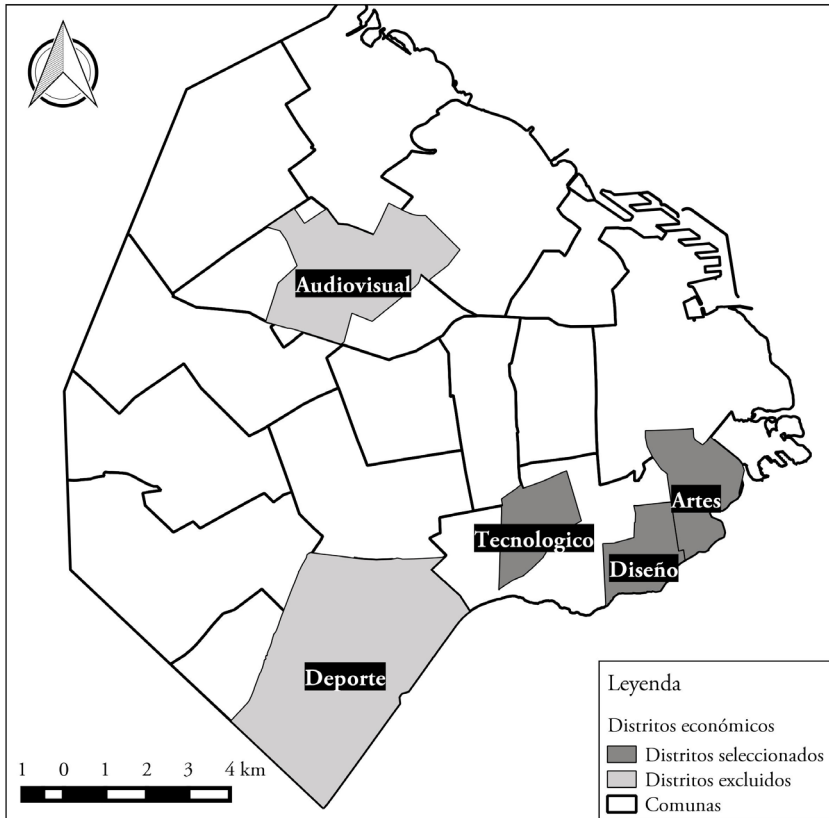 Audiovisual
Artes
Tecnologico
Diseño
Deporte
Leyenda
Distritos económicos
Distritos seleccionados
Distritos excluidos
Comunas
1 0 1 2 3 4 km